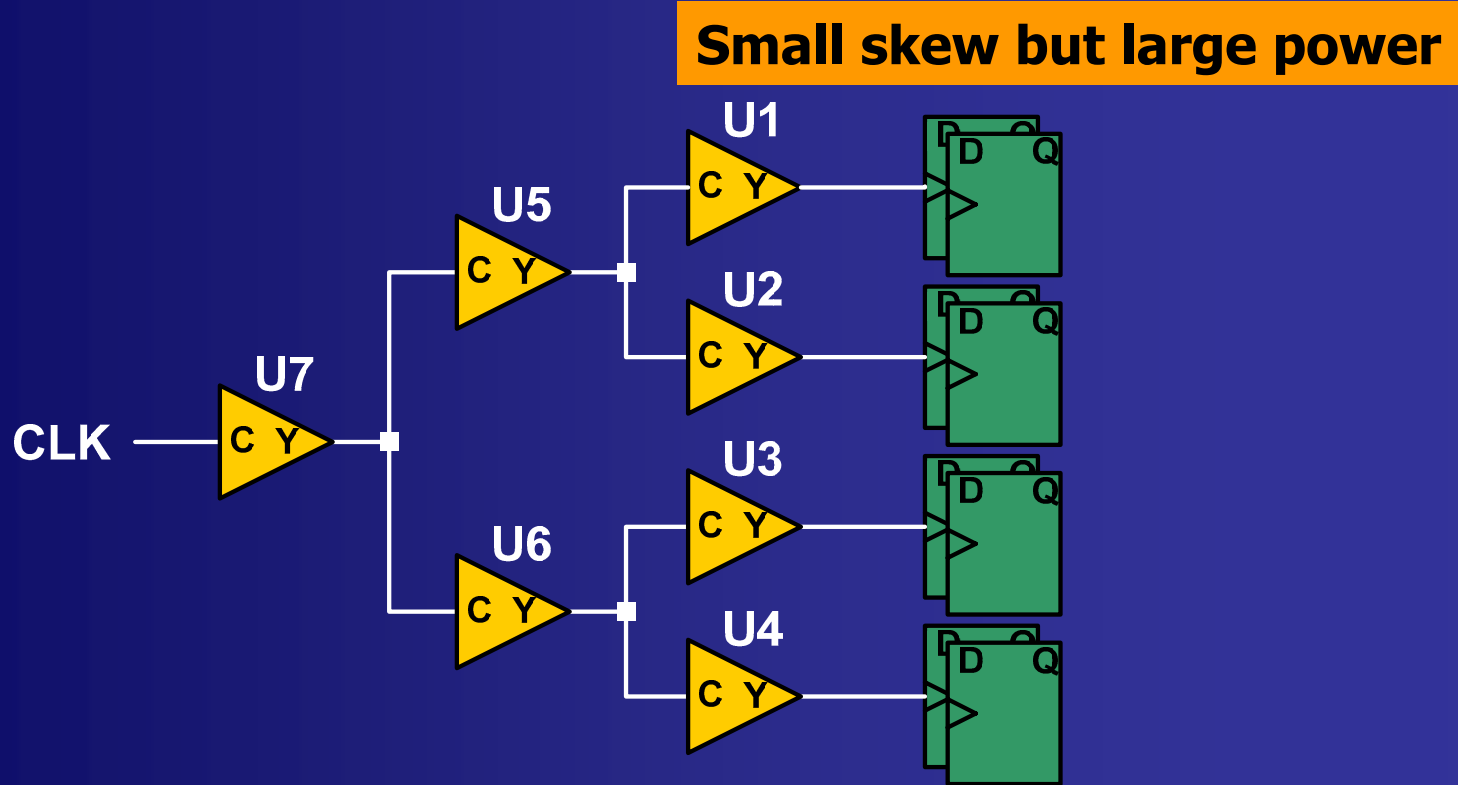 Small skew but large power
U1
C Y
D Q
D Q
U5
C Y
U2
C Y
D Q
D Q
U7
CLK
C Y
U3
C Y
D Q
D Q
U6
C Y
U4
C Y
D Q
D Q